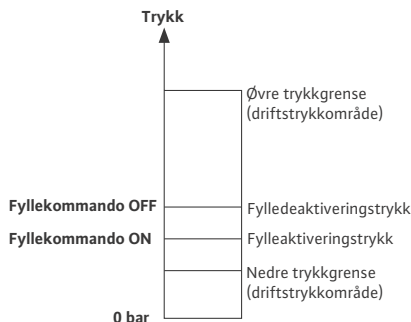 Trykk
Øvre trykkgrense
(driftstrykkområde)
Fyllekommando OFF
Fylledeaktiveringstrykk
Fyllekommando ON
Fylleaktiveringstrykk
Nedre trykkgrense
(driftstrykkområde)
0 bar